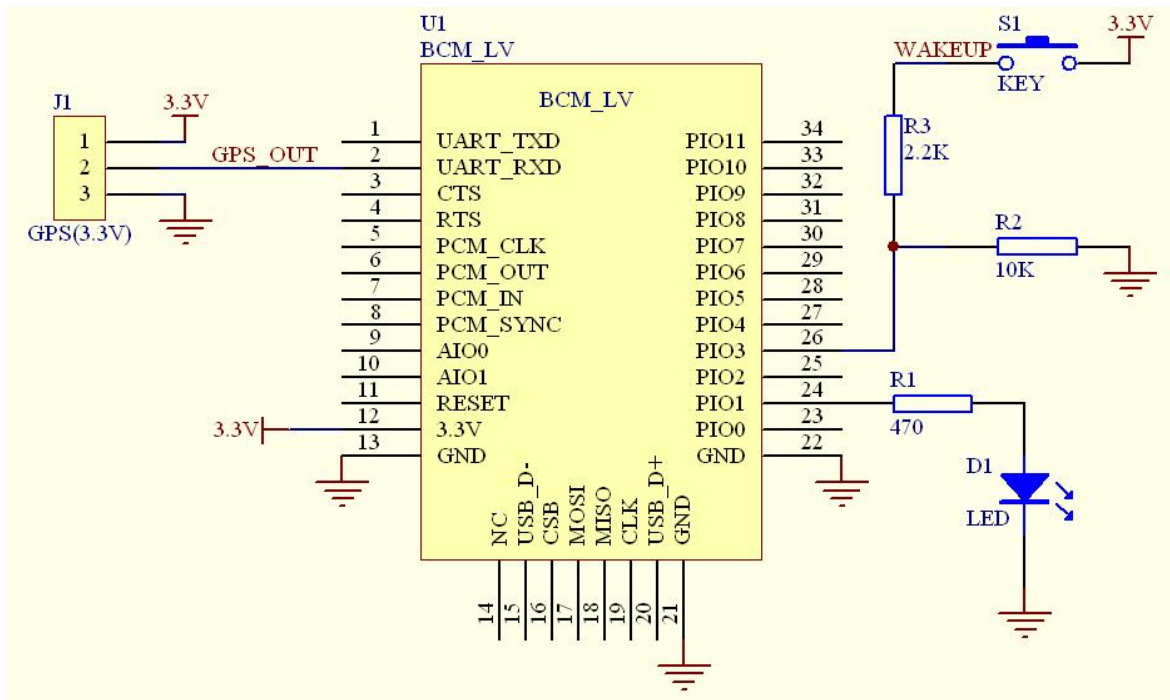 U1
BCM_LV
BCM_LV
J1
3.3V
1
2
3
GPS_OUT
GPS(3.3V)
1 UART_TXD
2 UART_RXD
3 CTS
4 RTS
5 PCM_CLK
6 PCM_OUT
7 PCM_IN
8 PCM_SYNC
9 AIO0
10 AIO1
11 RESET
3.3V 12 3.3V
13 GND
14 NC
15 USB_D-
16 CSB
17 MOSI
18 MISO
19 CLK
20 USB_D+
21 GND
PIO11 34
PIO10 33
PIO9 32
PIO8 31
PIO7 30
PIO6 29
PIO5 28
PIO4 27
PIO3 26
PIO2 25
PIO1 24
PIO0 23
GND 22
WAKEUP
S1
KEY
3.3V
R3
2.2K
R2
10K
R1
470
D1
LED